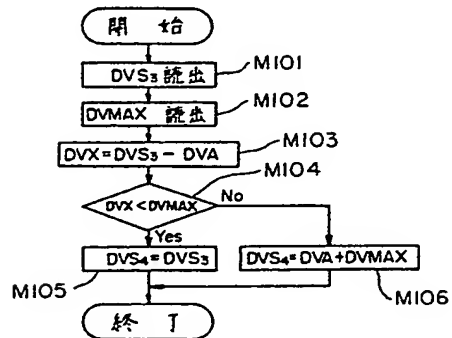 開始
DVS₃ 読出
M101
DVMAX 読出
M102
DVX=DVS₃-DVA
M103
M104
DVX<DVMAX
No
Yes
DVS₄=DVS₃
DVS₄=DVA+DVMAX
M105
M106
終了